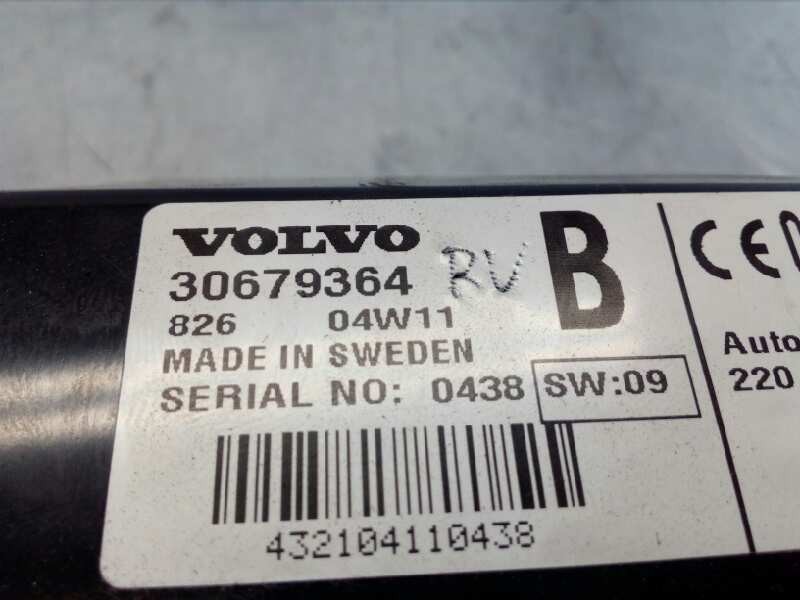 VOLVO
30679364 RV B
826 04W11
MADE IN SWEDEN
SERIAL NO: 0438 SW:09
432104110438
CE
Auto
220